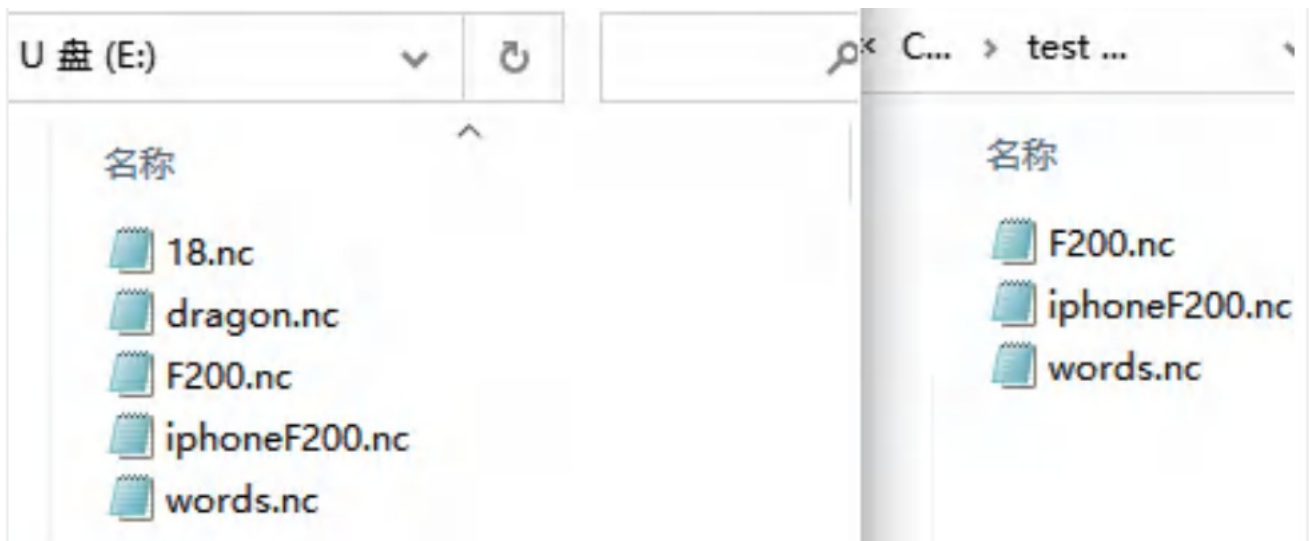 U 盘 (E:)
名称
18.nc
dragon.nc
F200.nc
iphoneF200.nc
words.nc
C... › test ...
名称
F200.nc
iphoneF200.nc
words.nc